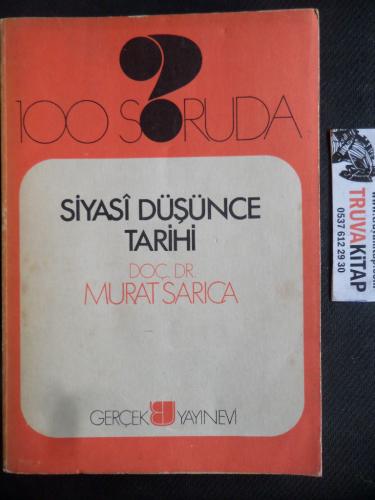 100 SORUDA
SİYASÎ DÜŞÜNCE
TARİHİ
DOÇ. DR.
MURAT SARICA
GERÇEK YAYINEVİ
TRUVA KİTAP
0537 612 29 30